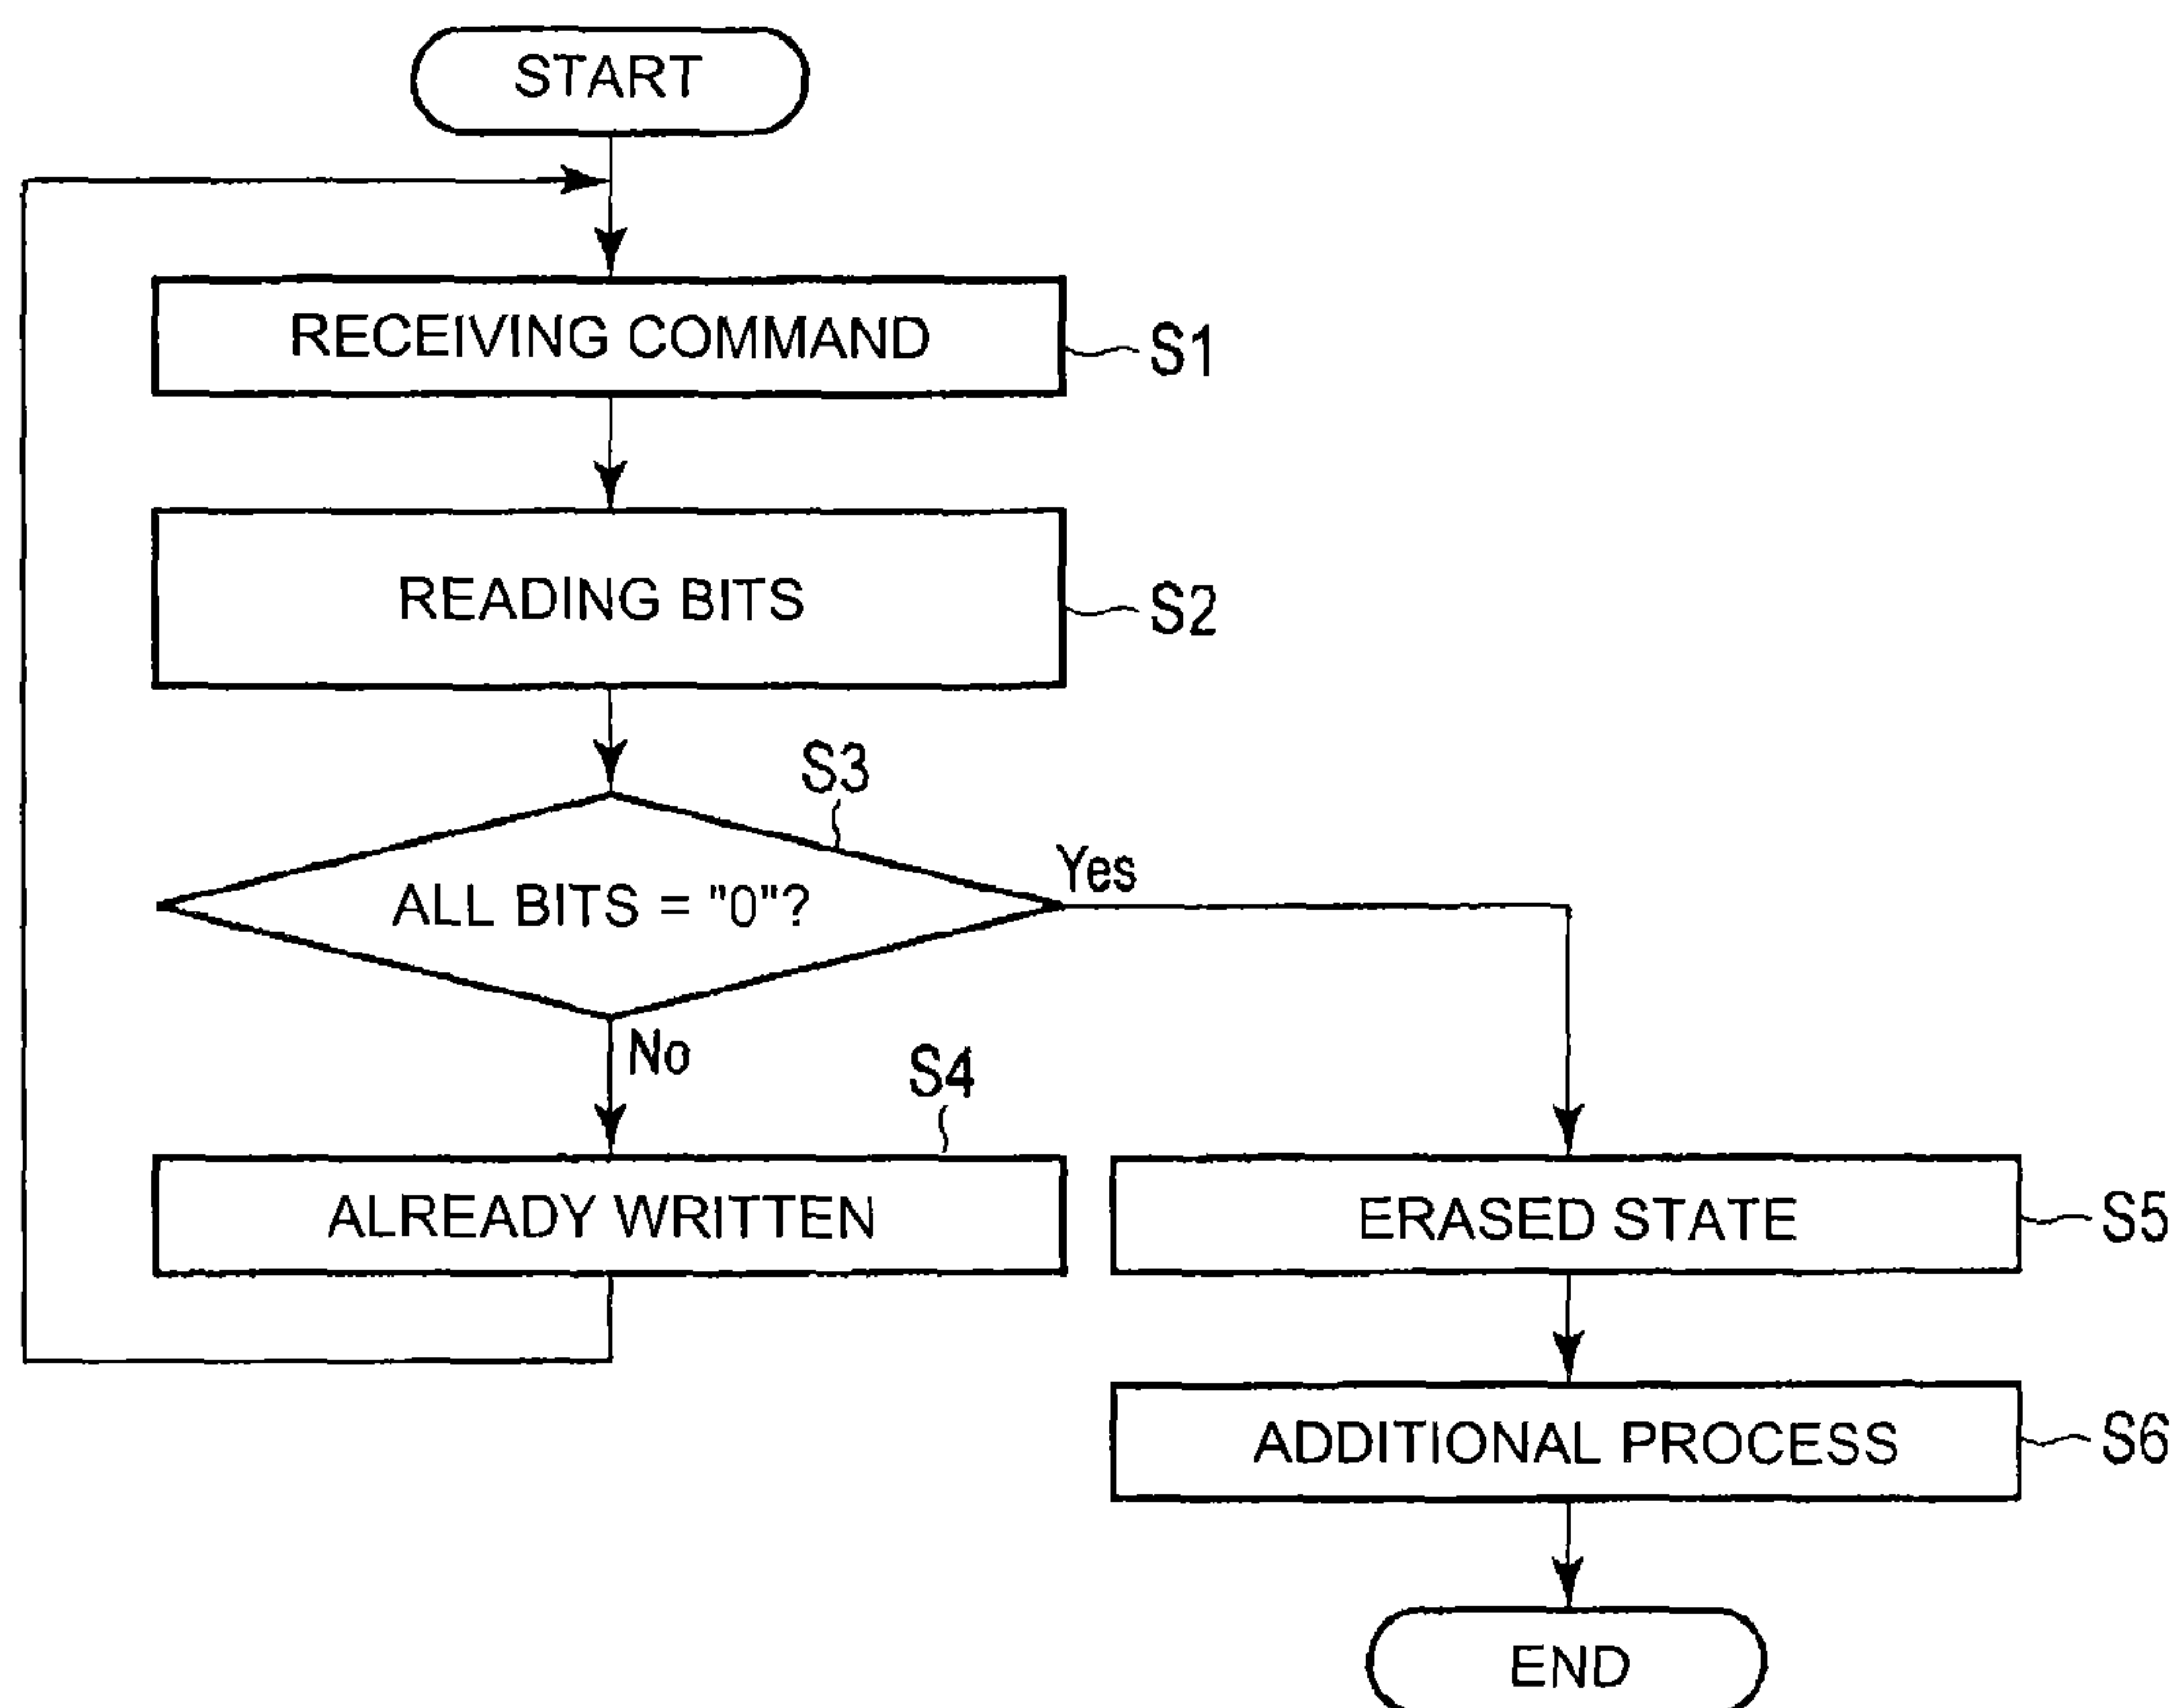 START
RECEIVING COMMAND
S1
READING BITS
S2
S3
ALL BITS = "0"?
Yes
No
S4
ALREADY WRITTEN
ERASED STATE
S5
ADDITIONAL PROCESS
S6
END